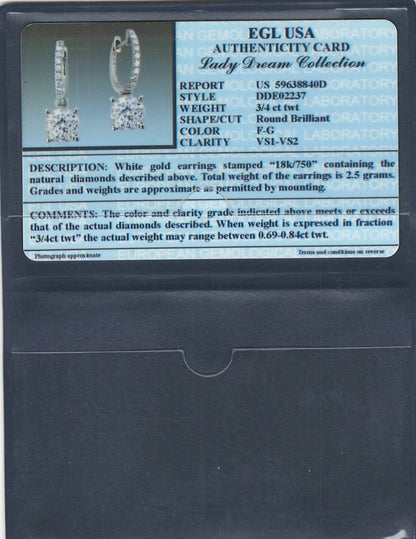 EGL USA
AUTHENTICITY CARD
Lady Dream Collection
REPORT US 59638840D
STYLE DDE02237
WEIGHT 3/4 ct twt
SHAPE/CUT Round Brilliant
COLOR F-G
CLARITY VS1-VS2
DESCRIPTION: White gold earrings stamped "18k/750" containing the
natural diamonds described above. Total weight of the earrings is 2.5 grams.
Grades and weights are approximate as permitted by mounting.
COMMENTS: The color and clarity grade indicated above meets or exceeds
that of the actual diamonds described. When weight is expressed in fraction
"3/4ct twt" the actual weight may range between 0.69-0.84ct twt.
Photograph approximate Terms and conditions on reverse
EUROPEAN GEMOLOGICAL LABORATORY